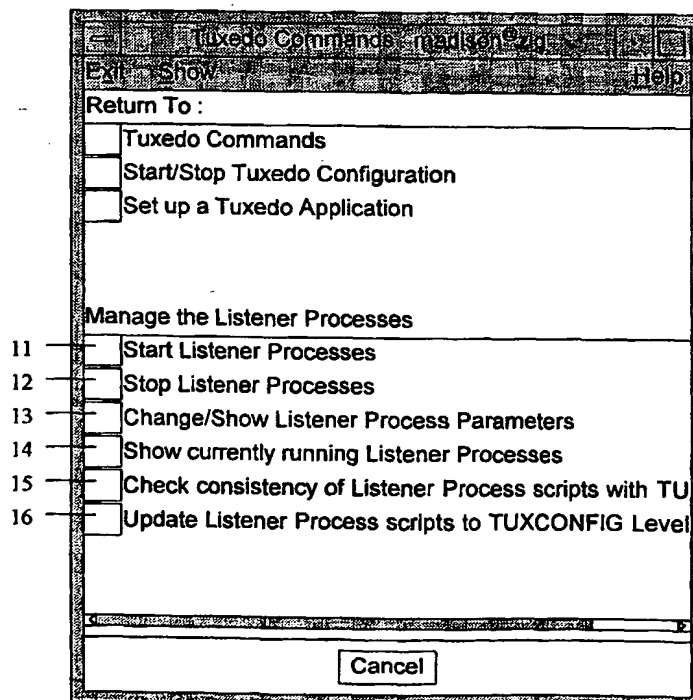 Tuxedo Commands: madison@zig
Exit Show Help
Return To :
Tuxedo Commands
Start/Stop Tuxedo Configuration
Set up a Tuxedo Application
Manage the Listener Processes
11 Start Listener Processes
12 Stop Listener Processes
13 Change/Show Listener Process Parameters
14 Show currently running Listener Processes
15 Check consistency of Listener Process scripts with TU
16 Update Listener Process scripts to TUXCONFIG Level
Cancel